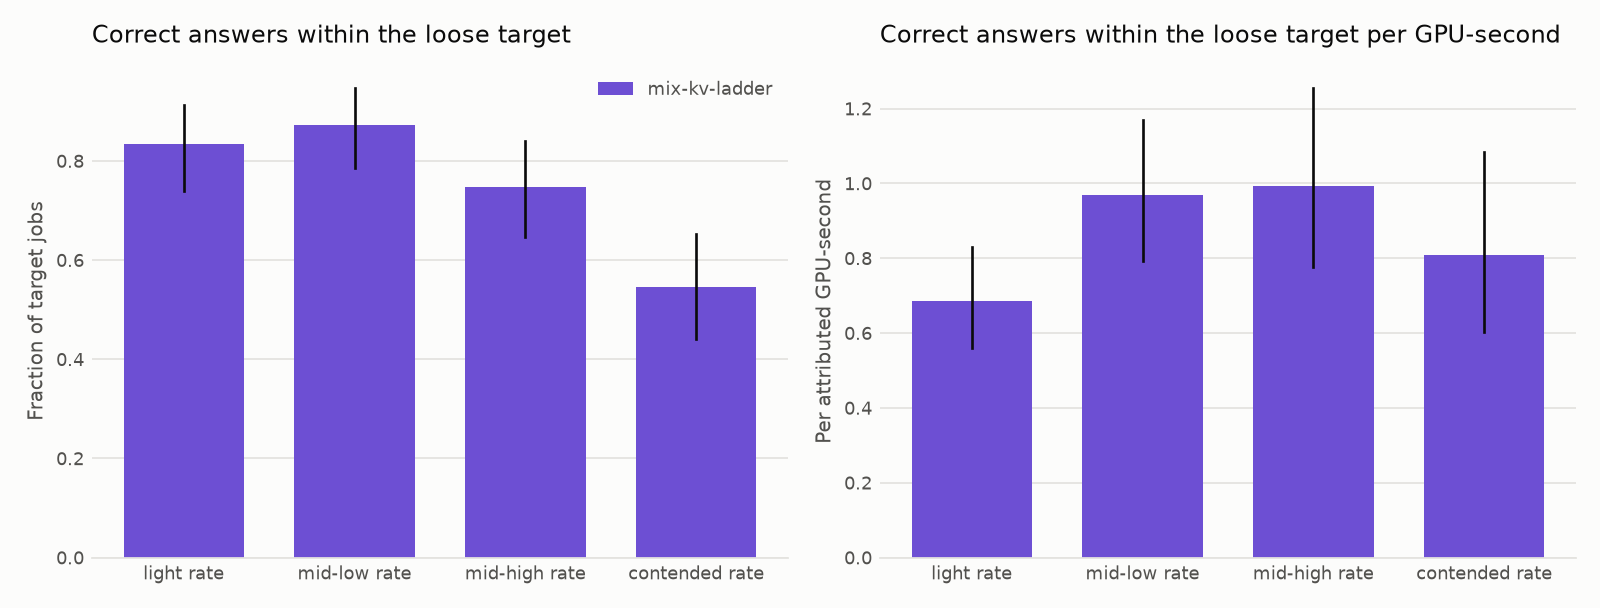 Correct answers within the loose target
mix-kv-ladder
Fraction of target jobs
0.8
0.6
0.4
0.2
0.0
light rate
mid-low rate
mid-high rate
contended rate
Correct answers within the loose target per GPU-second
Per attributed GPU-second
1.2
1.0
0.8
0.6
0.4
0.2
0.0
light rate
mid-low rate
mid-high rate
contended rate